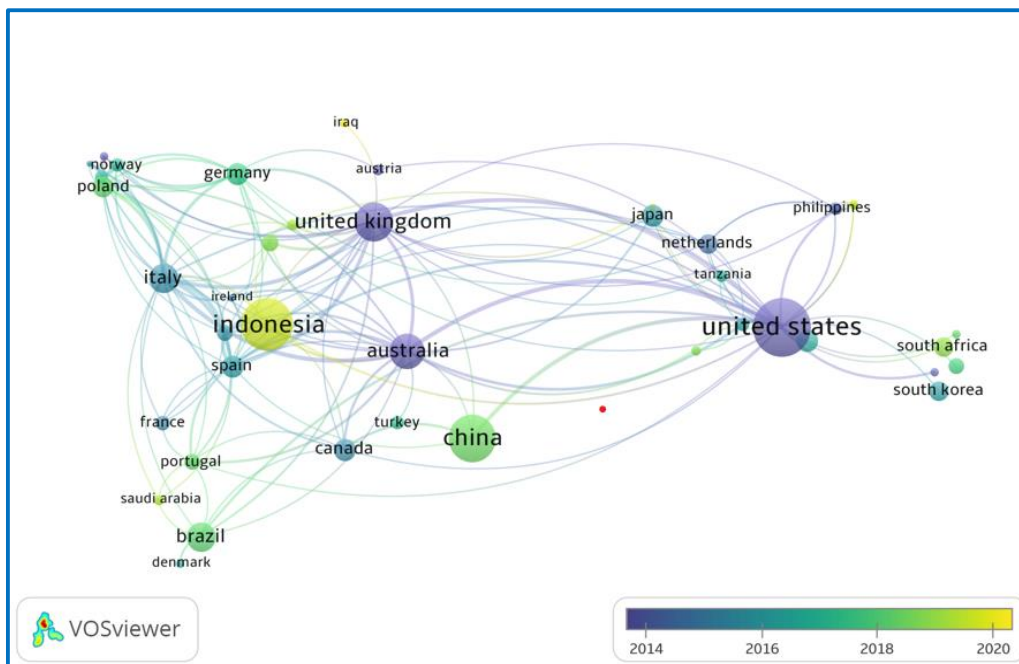 iraq
norway
austria
germany
poland
philippines
united kingdom
japan
netherlands
italy
tanzania
ireland
indonesia
united states
australia
south africa
spain
south korea
france
turkey
china
canada
portugal
saudi arabia
brazil
denmark
VOSviewer
2014 2016 2018 2020